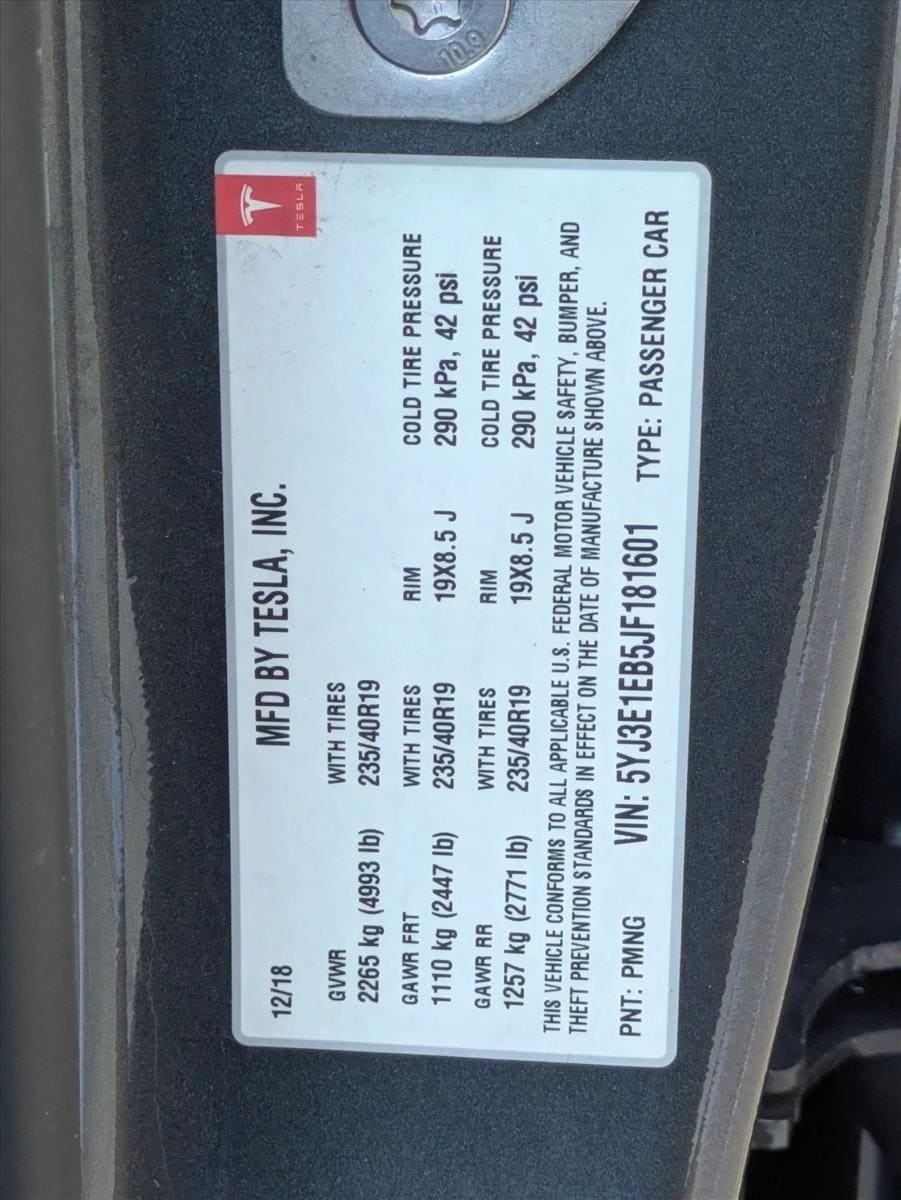 10.9
TESLA
MFD BY TESLA, INC.
12/18
GVWR WITH TIRES
2265 kg (4993 lb) 235/40R19
GAWR FRT WITH TIRES RIM COLD TIRE PRESSURE
1110 kg (2447 lb) 235/40R19 19X8.5 J 290 kPa, 42 psi
GAWR RR WITH TIRES RIM COLD TIRE PRESSURE
1257 kg (2771 lb) 235/40R19 19X8.5 J 290 kPa, 42 psi
THIS VEHICLE CONFORMS TO ALL APPLICABLE U.S. FEDERAL MOTOR VEHICLE SAFETY, BUMPER, AND
THEFT PREVENTION STANDARDS IN EFFECT ON THE DATE OF MANUFACTURE SHOWN ABOVE.
PNT: PMNG VIN: 5YJ3E1EB5JF181601 TYPE: PASSENGER CAR